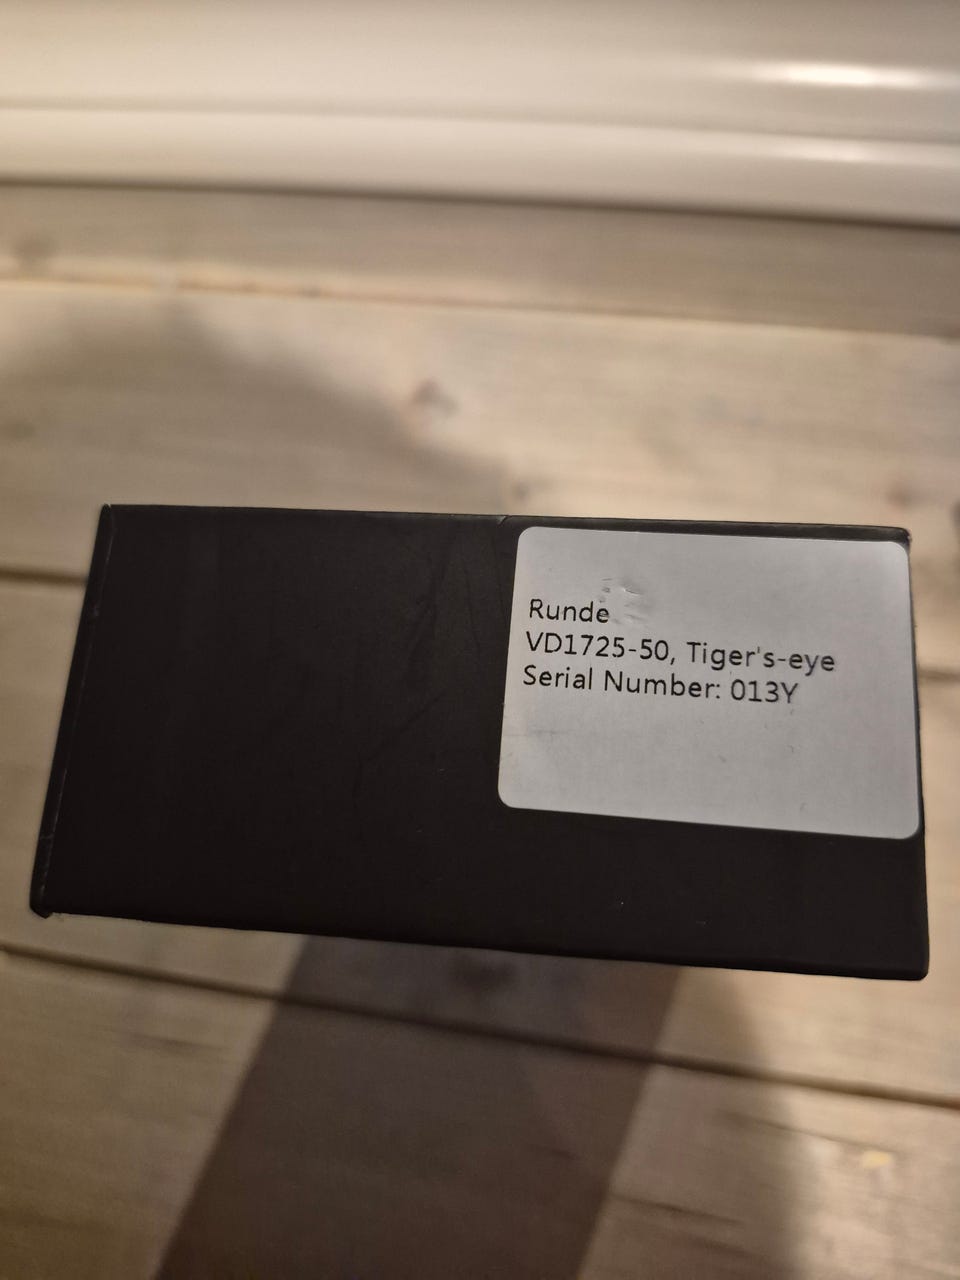 Runde
VD1725-50, Tiger's-eye
Serial Number: 013Y